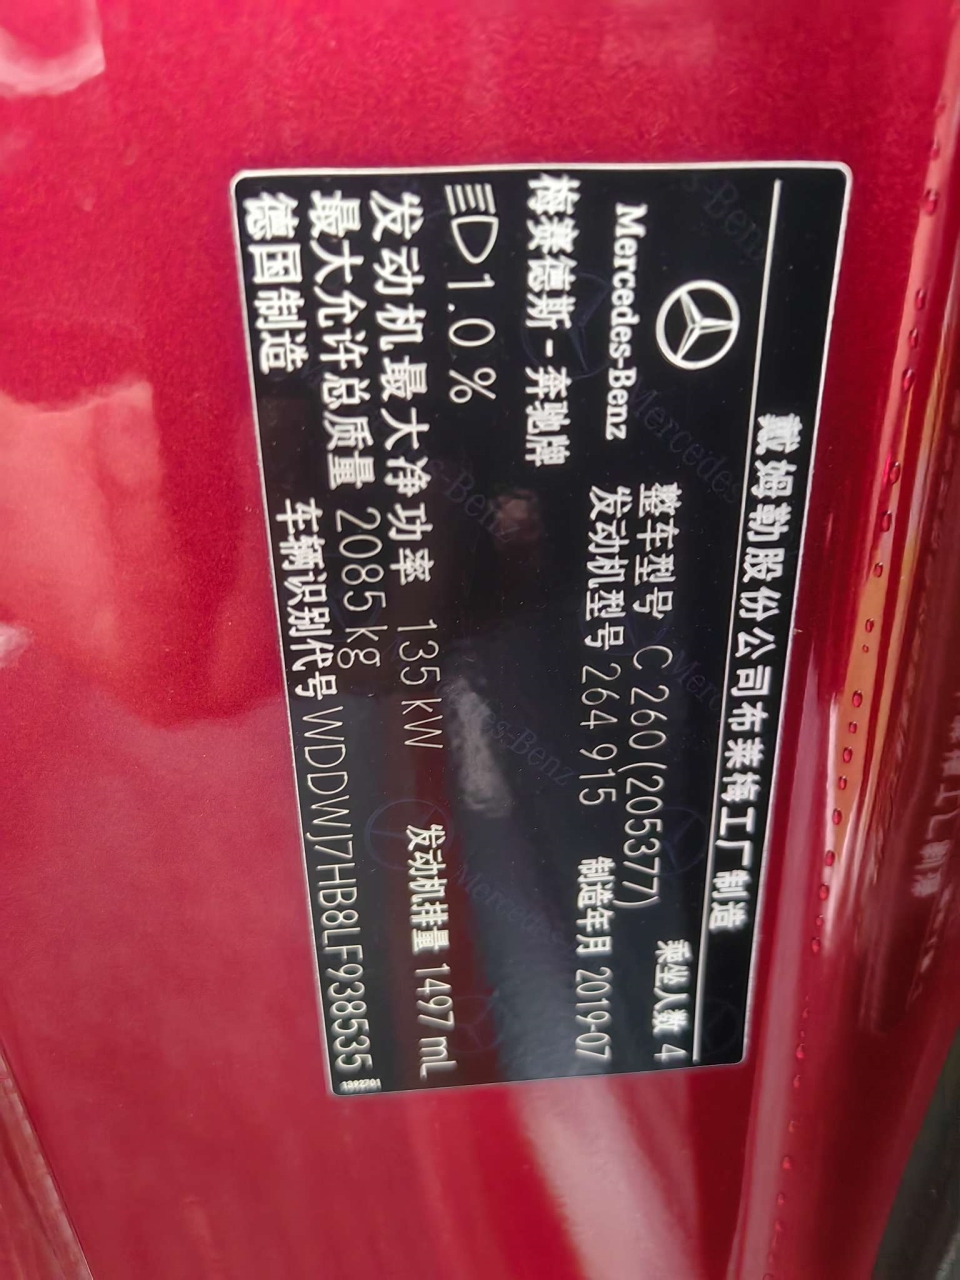 戴姆勒股份公司布莱梅工厂制造
乘坐人数 4
Mercedes-Benz
整车型号 C 260(205377)
发动机型号 264 915
制造年月 2019-07
梅赛德斯-奔驰牌
1.0 %
发动机最大净功率 135 kW
发动机排量 1497 mL
最大允许总质量 2085 kg
德国制造
车辆识别代号 WDDWJ7HB8LF938535
1392701